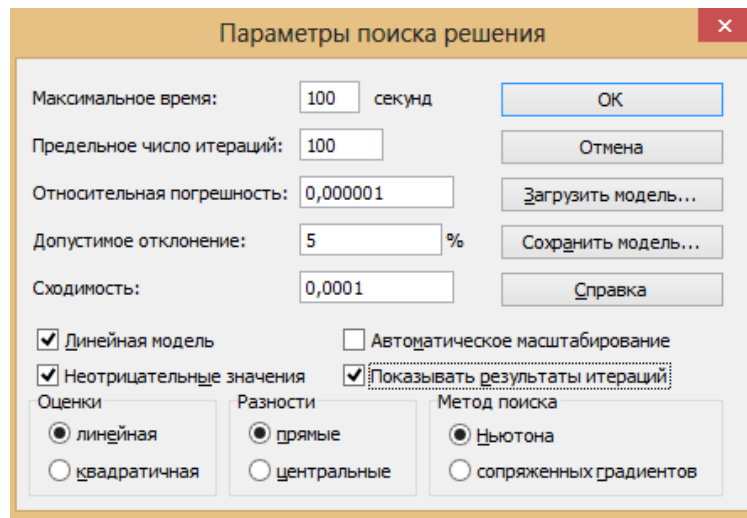 Параметры поиска решения
Максимальное время: 100 секунд OK
Предельное число итераций: 100 Отмена
Относительная погрешность: 0,000001 Загрузить модель...
Допустимое отклонение: 5 % Сохранить модель...
Сходимость: 0,0001 Справка
Линейная модель Автоматическое масштабирование
Неотрицательные значения Показывать результаты итераций
Оценки Разности Метод поиска
линейная прямые Ньютона
квадратичная центральные сопряженных градиентов